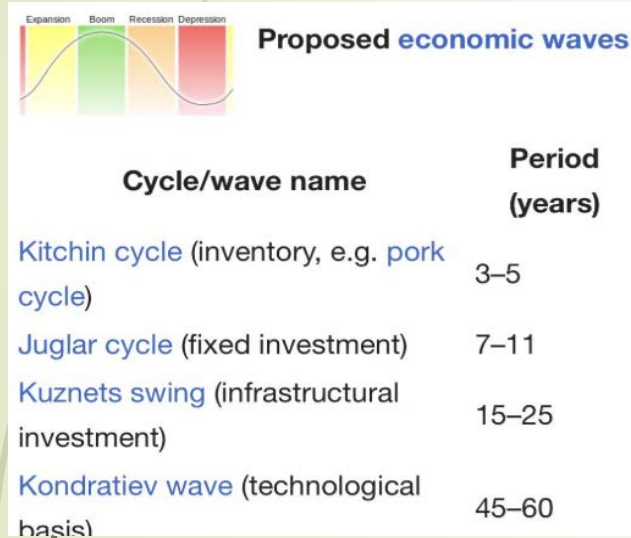 Expansion Boom Recession Depression
Proposed economic waves
Cycle/wave name
Period
(years)
Kitchin cycle (inventory, e.g. pork
cycle)
3–5
Juglar cycle (fixed investment)
7–11
Kuznets swing (infrastructural
investment)
15–25
Kondratiev wave (technological
basis)
45–60